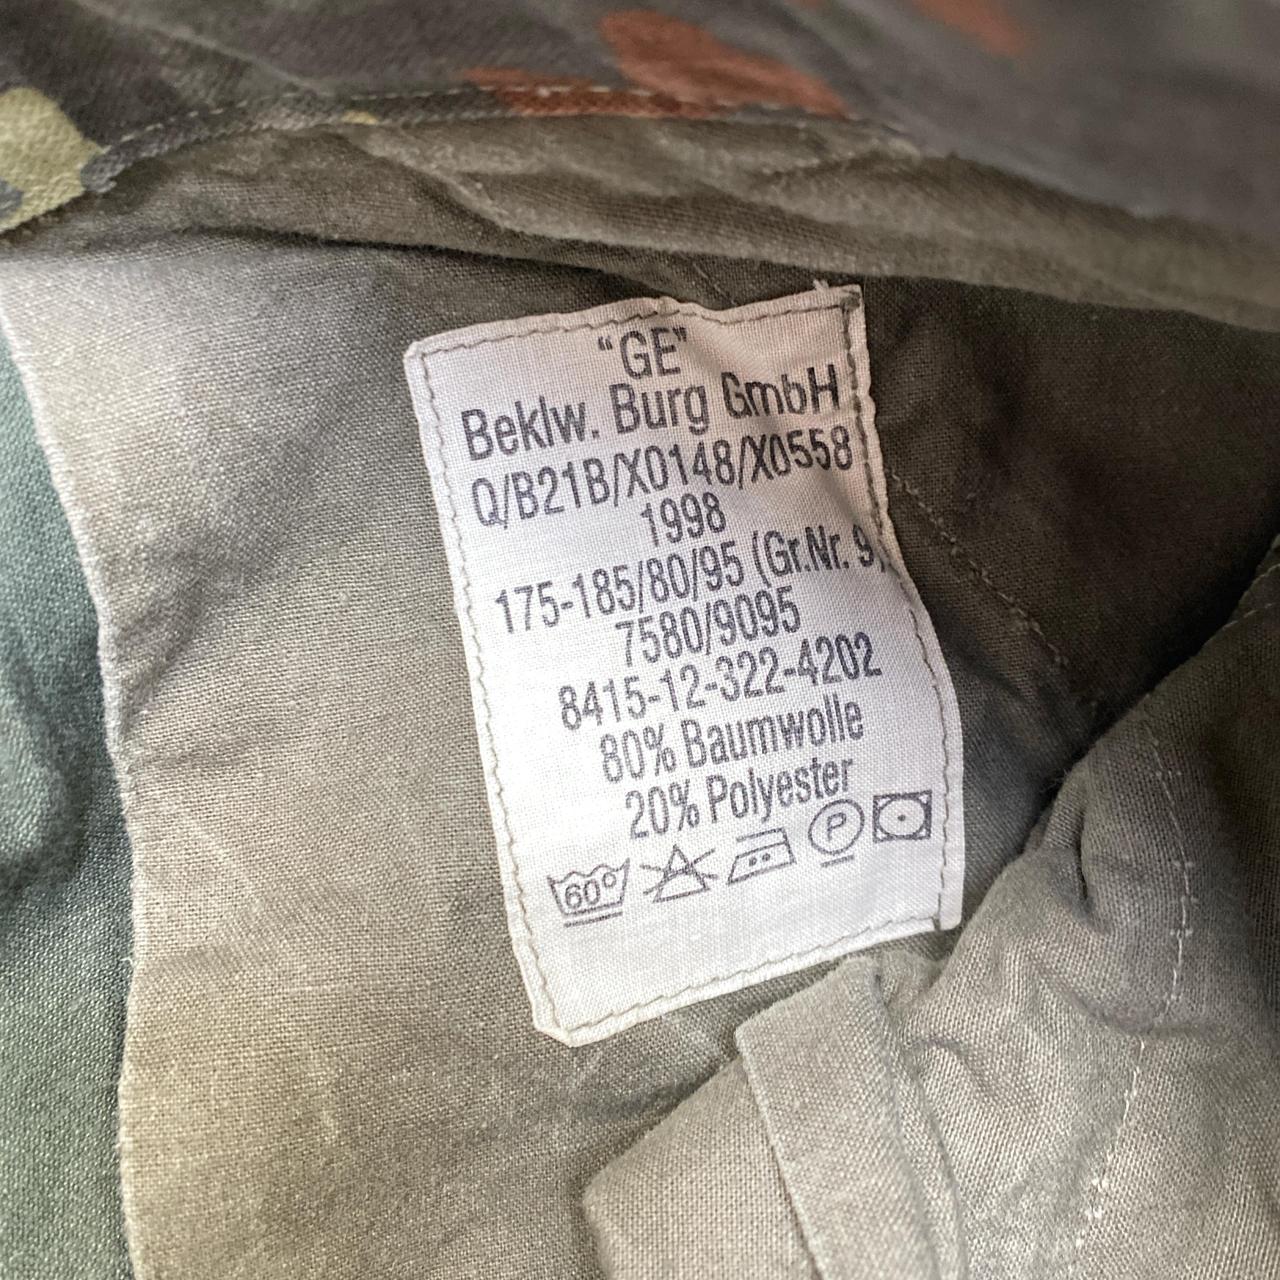 “GE”
Beklw. Burg GmbH
Q/B21B/X0148/X0558
1998
175-185/80/95 (Gr.Nr. 9)
7580/9095
8415-12-322-4202
80% Baumwolle
20% Polyester
60° P